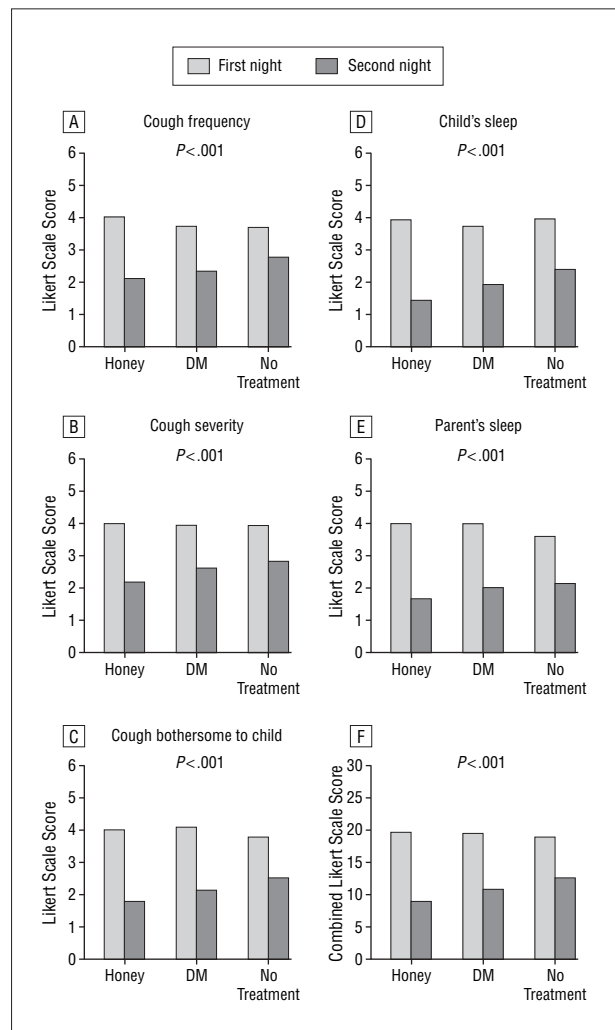 First night Second night
A Cough frequency
P<.001
Likert Scale Score
6
5
4
3
2
1
0
Honey DM No
Treatment
B Cough severity
P<.001
Likert Scale Score
6
5
4
3
2
1
0
Honey DM No
Treatment
C Cough bothersome to child
P<.001
Likert Scale Score
6
5
4
3
2
1
0
Honey DM No
Treatment
D Child's sleep
P<.001
Likert Scale Score
6
5
4
3
2
1
0
Honey DM No
Treatment
E Parent's sleep
P<.001
Likert Scale Score
6
5
4
3
2
1
0
Honey DM No
Treatment
F
P<.001
Combined Likert Scale Score
30
25
20
15
10
5
0
Honey DM No
Treatment